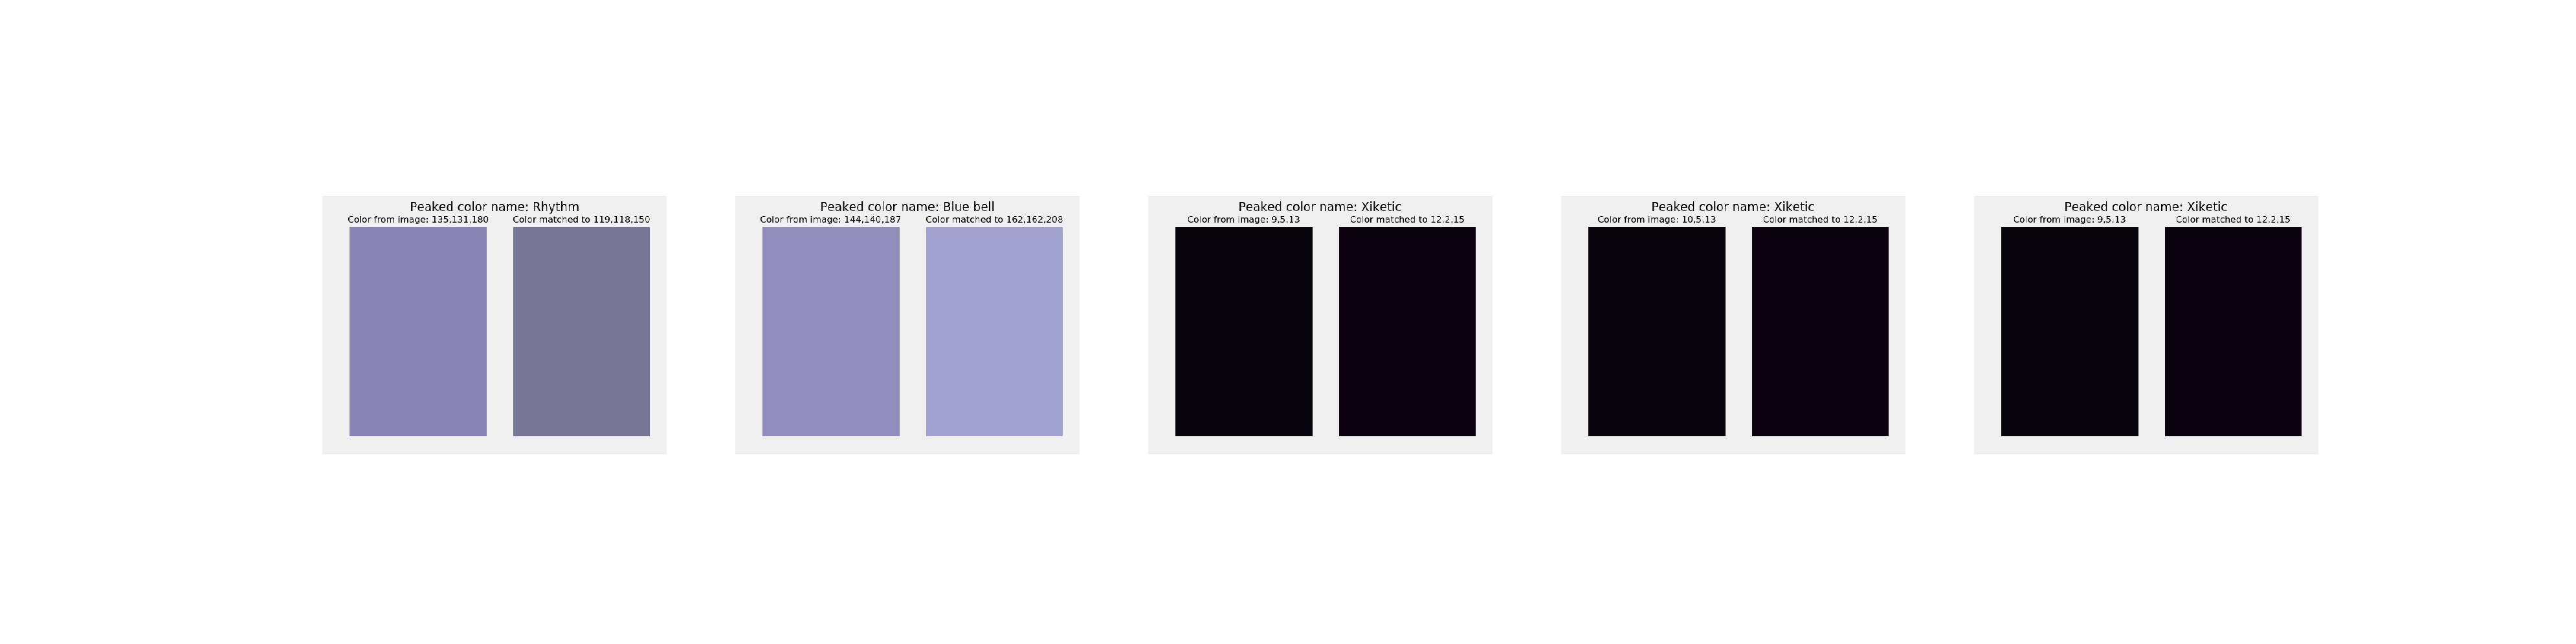 Peaked color name: Rhythm
Color from image: 135,131,180
Color matched to 119,118,150
Peaked color name: Blue bell
Color from image: 144,140,187
Color matched to 162,162,208
Peaked color name: Xiketic
Color from image: 9,5,13
Color matched to 12,2,15
Peaked color name: Xiketic
Color from image: 10,5,13
Color matched to 12,2,15
Peaked color name: Xiketic
Color from image: 9,5,13
Color matched to 12,2,15